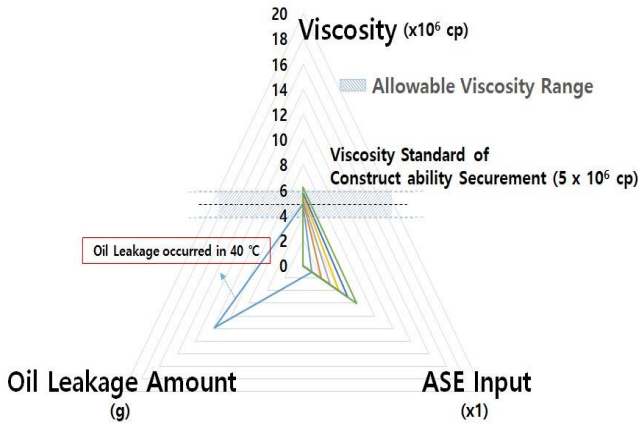 20
Viscosity (x10⁶ cp)
18
16
14
Allowable Viscosity Range
12
10
Viscosity Standard of
8
Construct ability Securement (5 x 10⁶ cp)
6
4
Oil Leakage occurred in 40 ℃
2
0
Oil Leakage Amount
(g)
ASE Input
(x1)